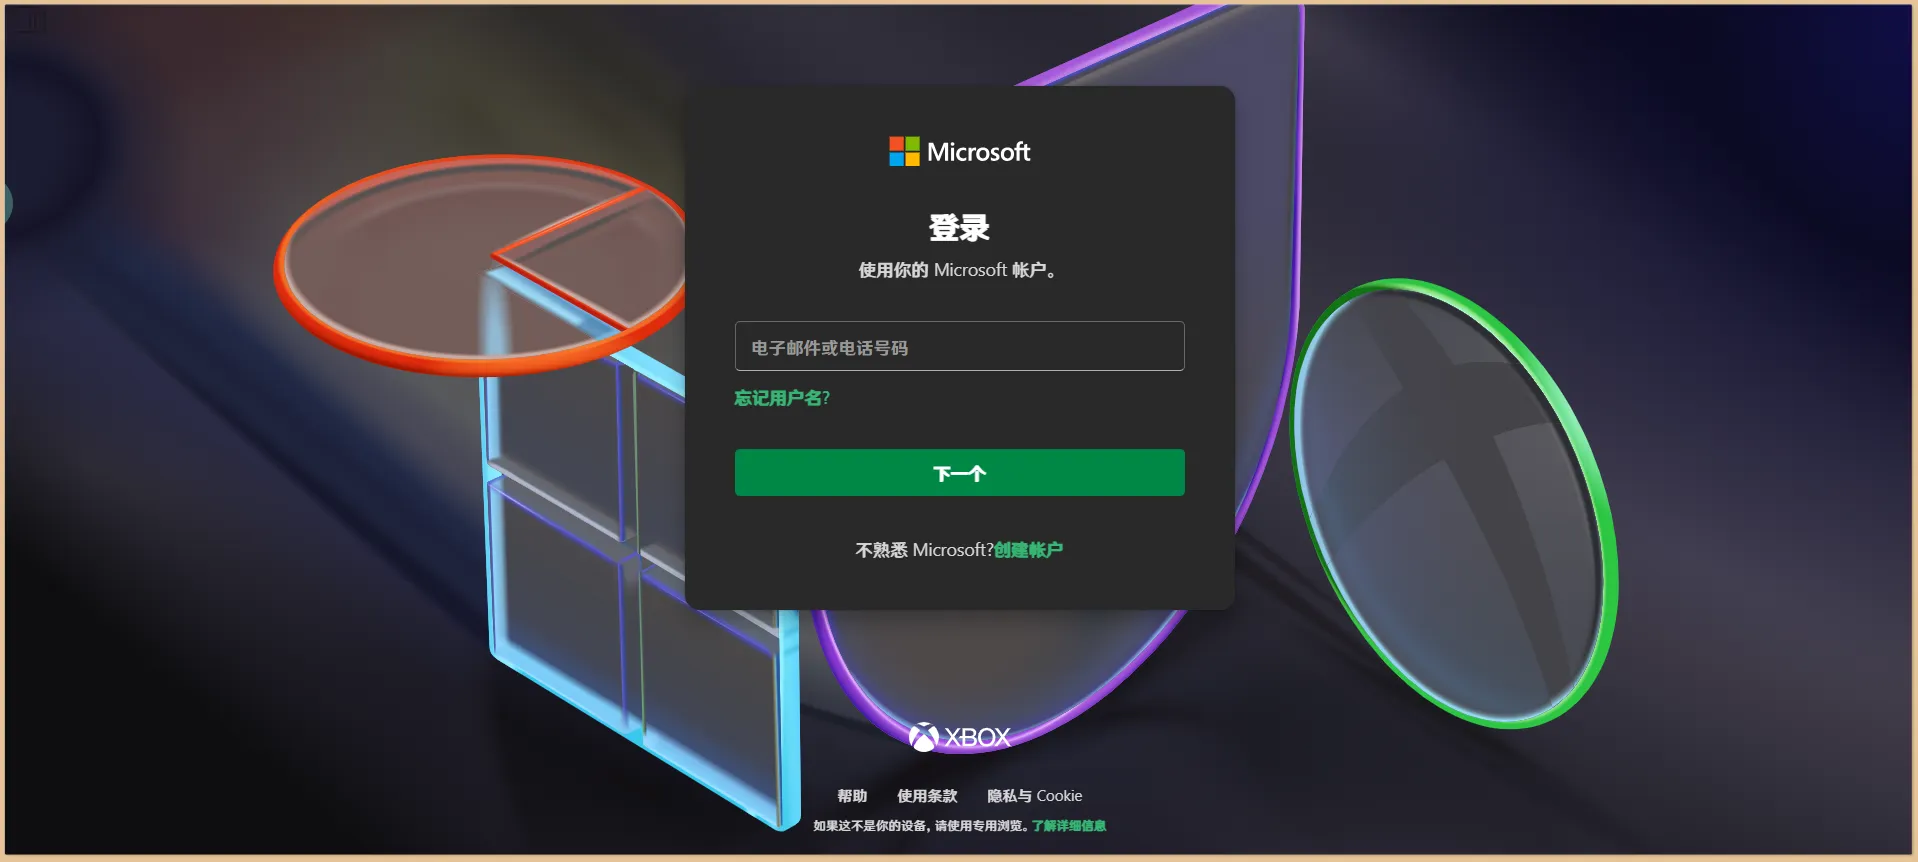 Microsoft
登录
使用你的 Microsoft 帐户。
电子邮件或电话号码
忘记用户名?
下一个
不熟悉 Microsoft?创建帐户
XBOX
帮助 使用条款 隐私与 Cookie
如果这不是你的设备, 请使用专用浏览。了解详细信息